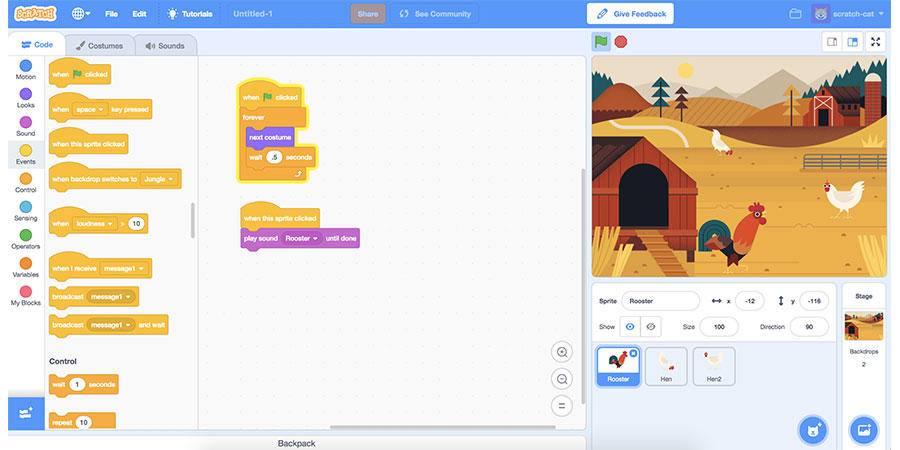 SCRATCH
File
Edit
Tutorials
Untitled-1
Share
See Community
Give Feedback
scratch-cat
Code
Costumes
Sounds
Motion
Looks
Sound
Events
Control
Sensing
Operators
Variables
My Blocks
when clicked
when space key pressed
when this sprite clicked
when backdrop switches to Jungle
when loudness > 10
when I receive message1
broadcast message1
broadcast message1 and wait
Control
wait 1 seconds
repeat 10
when clicked
forever
next costume
wait .5 seconds
when this sprite clicked
play sound Rooster until done
Backpack
Sprite Rooster x -12 y -116
Show Size 100 Direction 90
Rooster
Hen
Hen2
Stage
Backdrops
2